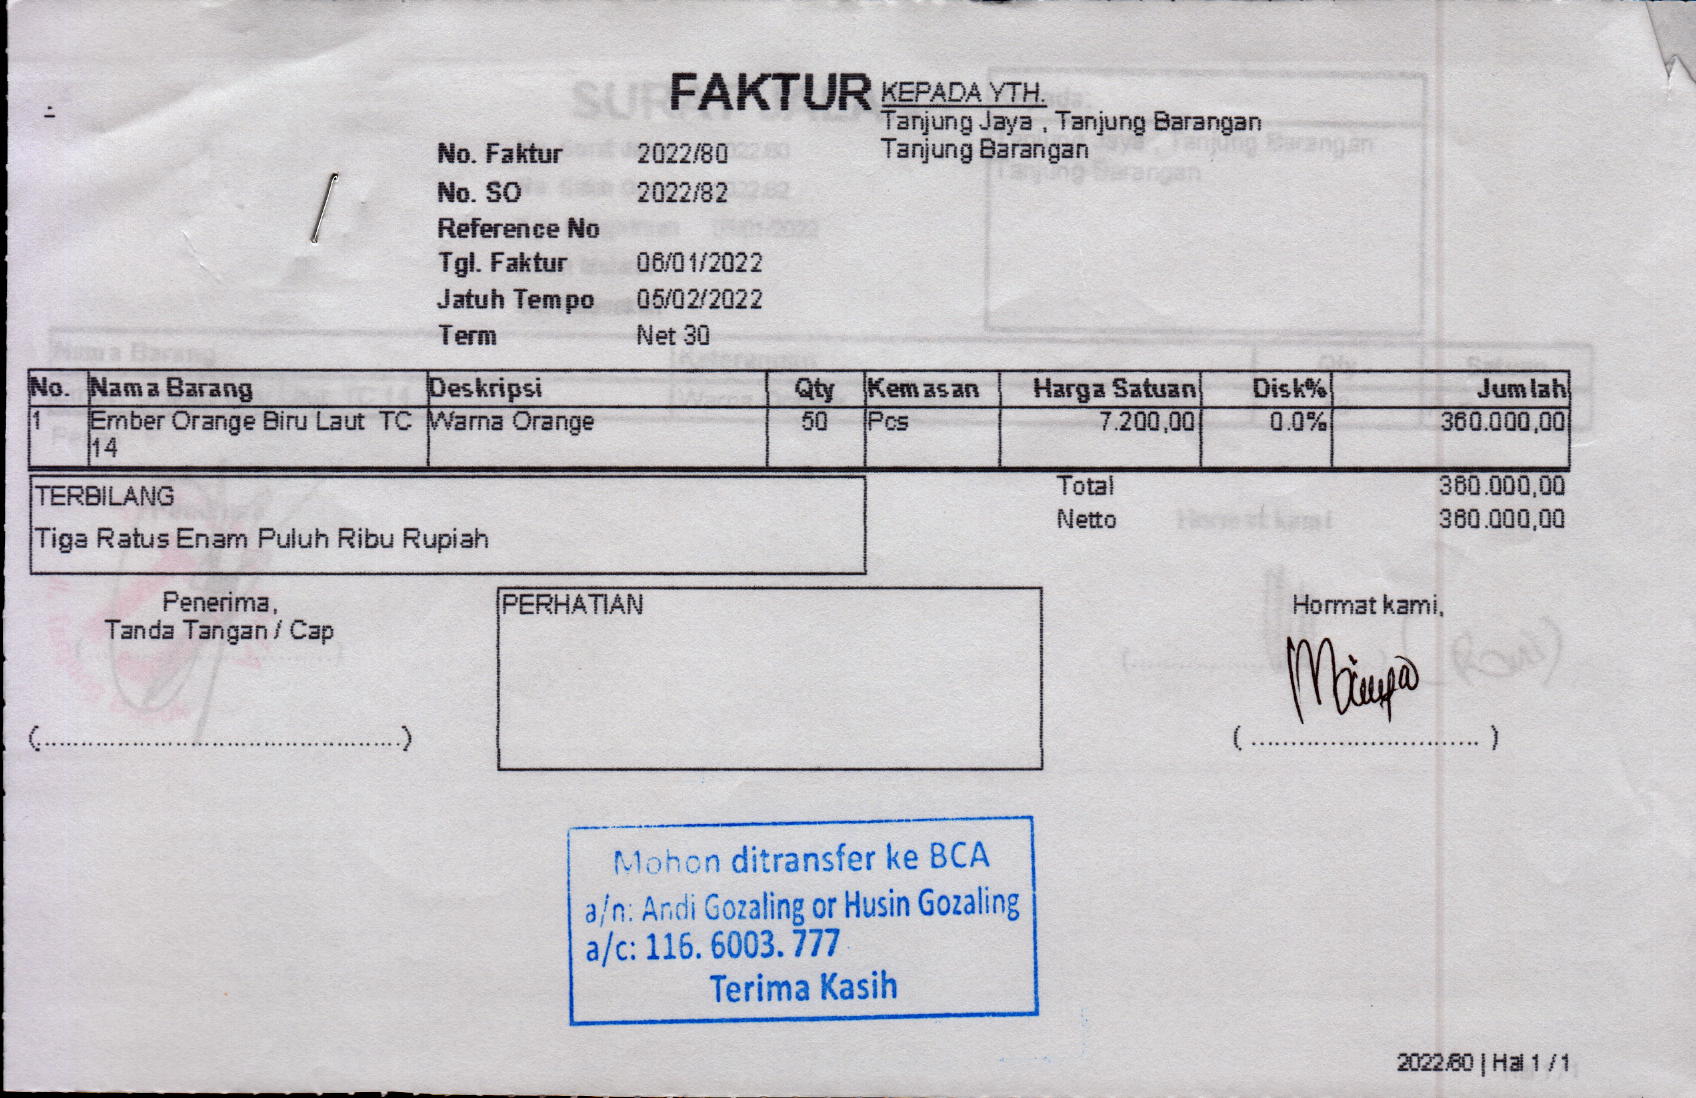 FAKTUR
KEPADA YTH.
Tanjung Jaya , Tanjung Barangan
Tanjung Barangan
No. Faktur 2022/80
No. SO 2022/82
Reference No
Tgl. Faktur 06/01/2022
Jatuh Tempo 05/02/2022
Term Net 30
No. Nama Barang Deskripsi Qty Kemasan Harga Satuan Disk% Jumlah
1 Ember Orange Biru Laut TC Warna Orange 50 Pcs 7.200,00 0.0% 360.000,00
14
Total 360.000,00
Netto 360.000,00
TERBILANG
Tiga Ratus Enam Puluh Ribu Rupiah
Penerima,
Tanda Tangan / Cap
(................................................)
PERHATIAN
Hormat kami,
( ............................. )
Mohon ditransfer ke BCA
a/n: Andi Gozaling or Husin Gozaling
a/c: 116. 6003. 777
Terima Kasih
2022/80 | Hal 1 / 1